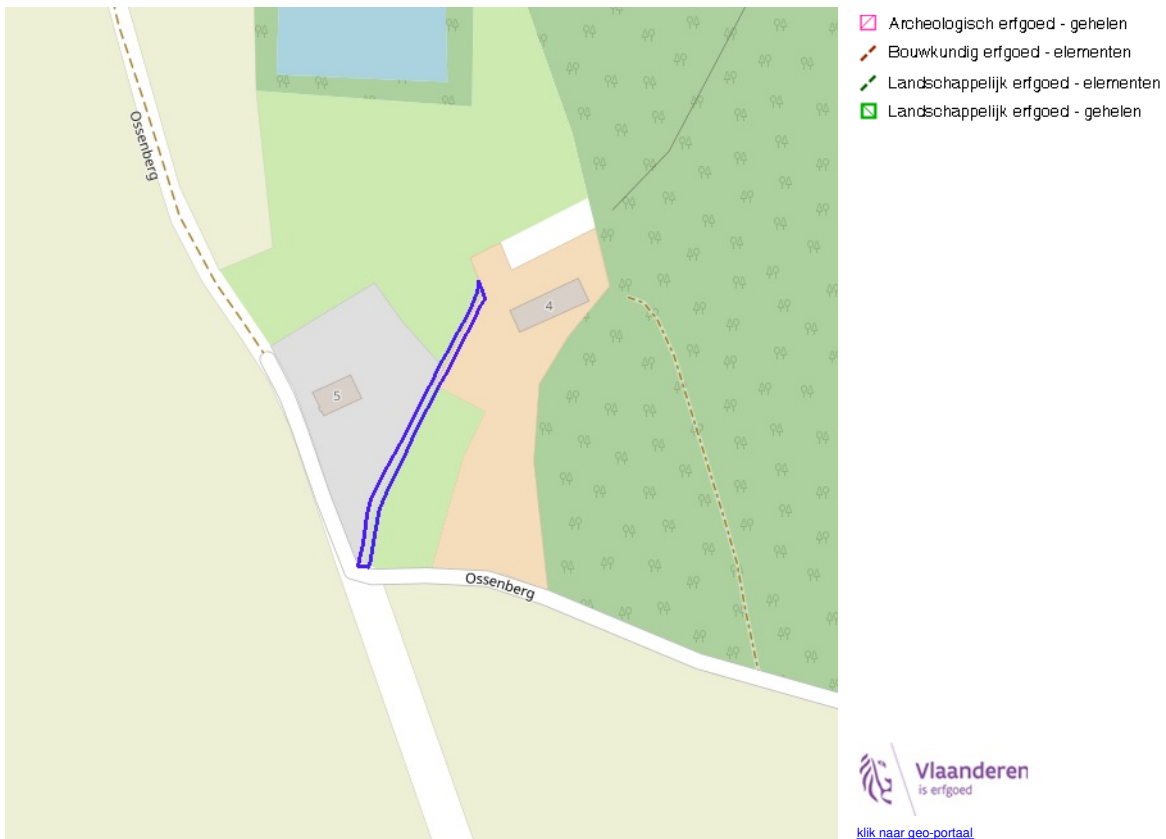 Archeologisch erfgoed - gehelen
Bouwkundig erfgoed - elementen
Landschappelijk erfgoed - elementen
Landschappelijk erfgoed - gehelen
Ossenberg
4
5
Ossenberg
Vlaanderen
is erfgoed
klik naar geo-portaal